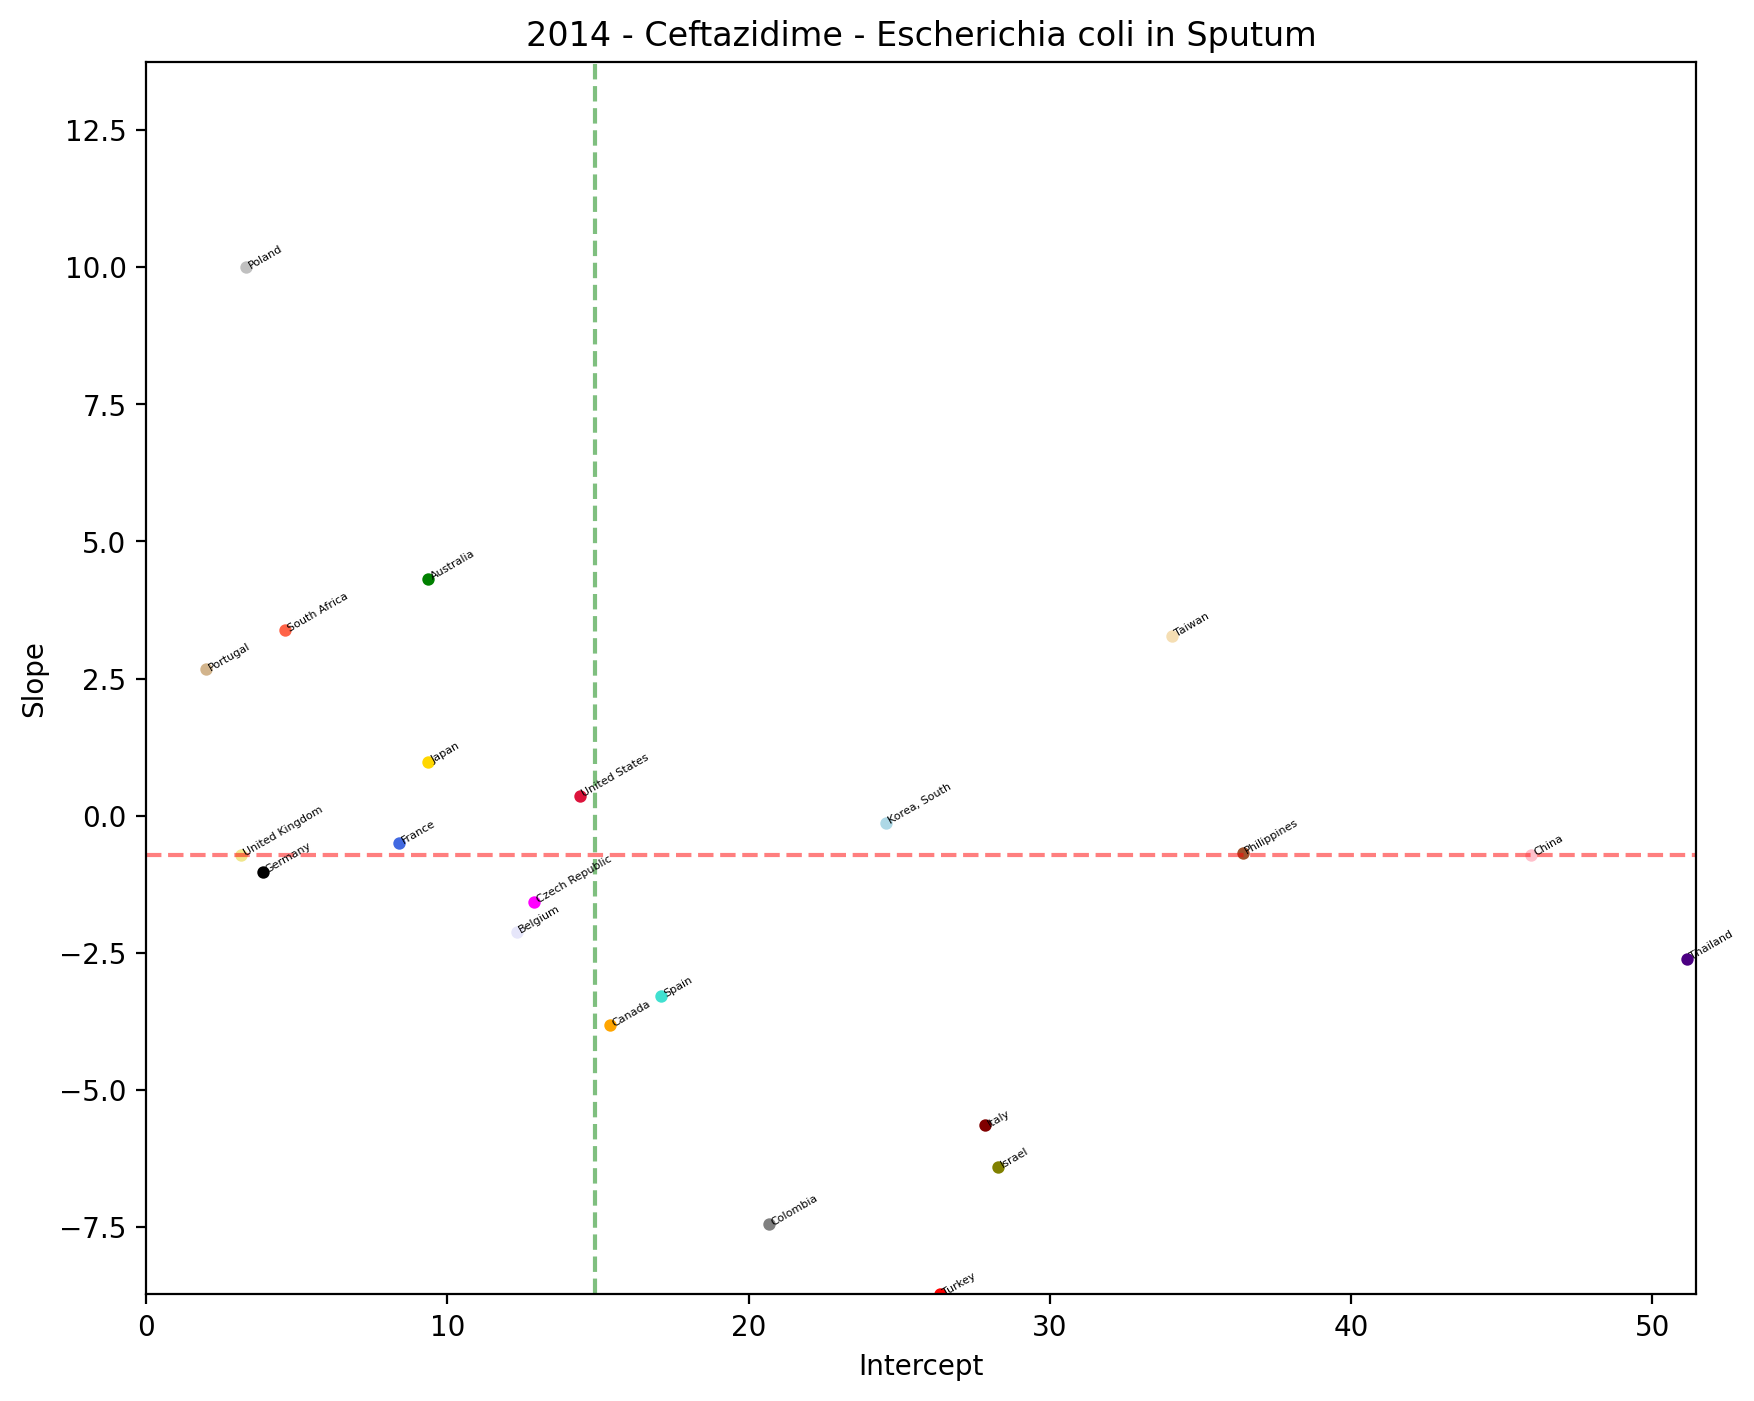 2014 - Ceftazidime - Escherichia coli in Sputum
12.5
10.0
7.5
5.0
2.5
0.0
−2.5
−5.0
−7.5
Slope
Poland
Australia
South Africa
Taiwan
Portugal
Japan
United States
Korea, South
United Kingdom
France
Philippines
China
Germany
Czech Republic
Belgium
Thailand
Spain
Canada
Italy
Israel
Colombia
Turkey
0
10
20
30
40
50
Intercept